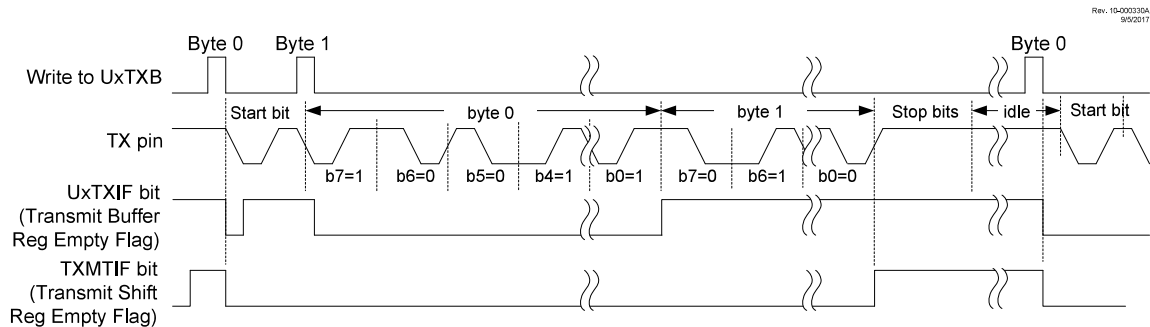 Rev. 10-000330A
9/5/2017
Byte 0 Byte 1 Byte 0
Write to UxTXB
Start bit byte 0 byte 1 Stop bits idle Start bit
TX pin
b7=1 b6=0 b5=0 b4=1 b0=1 b7=0 b6=1 b0=0
UxTXIF bit
(Transmit Buffer
Reg Empty Flag)
TXMTIF bit
(Transmit Shift
Reg Empty Flag)